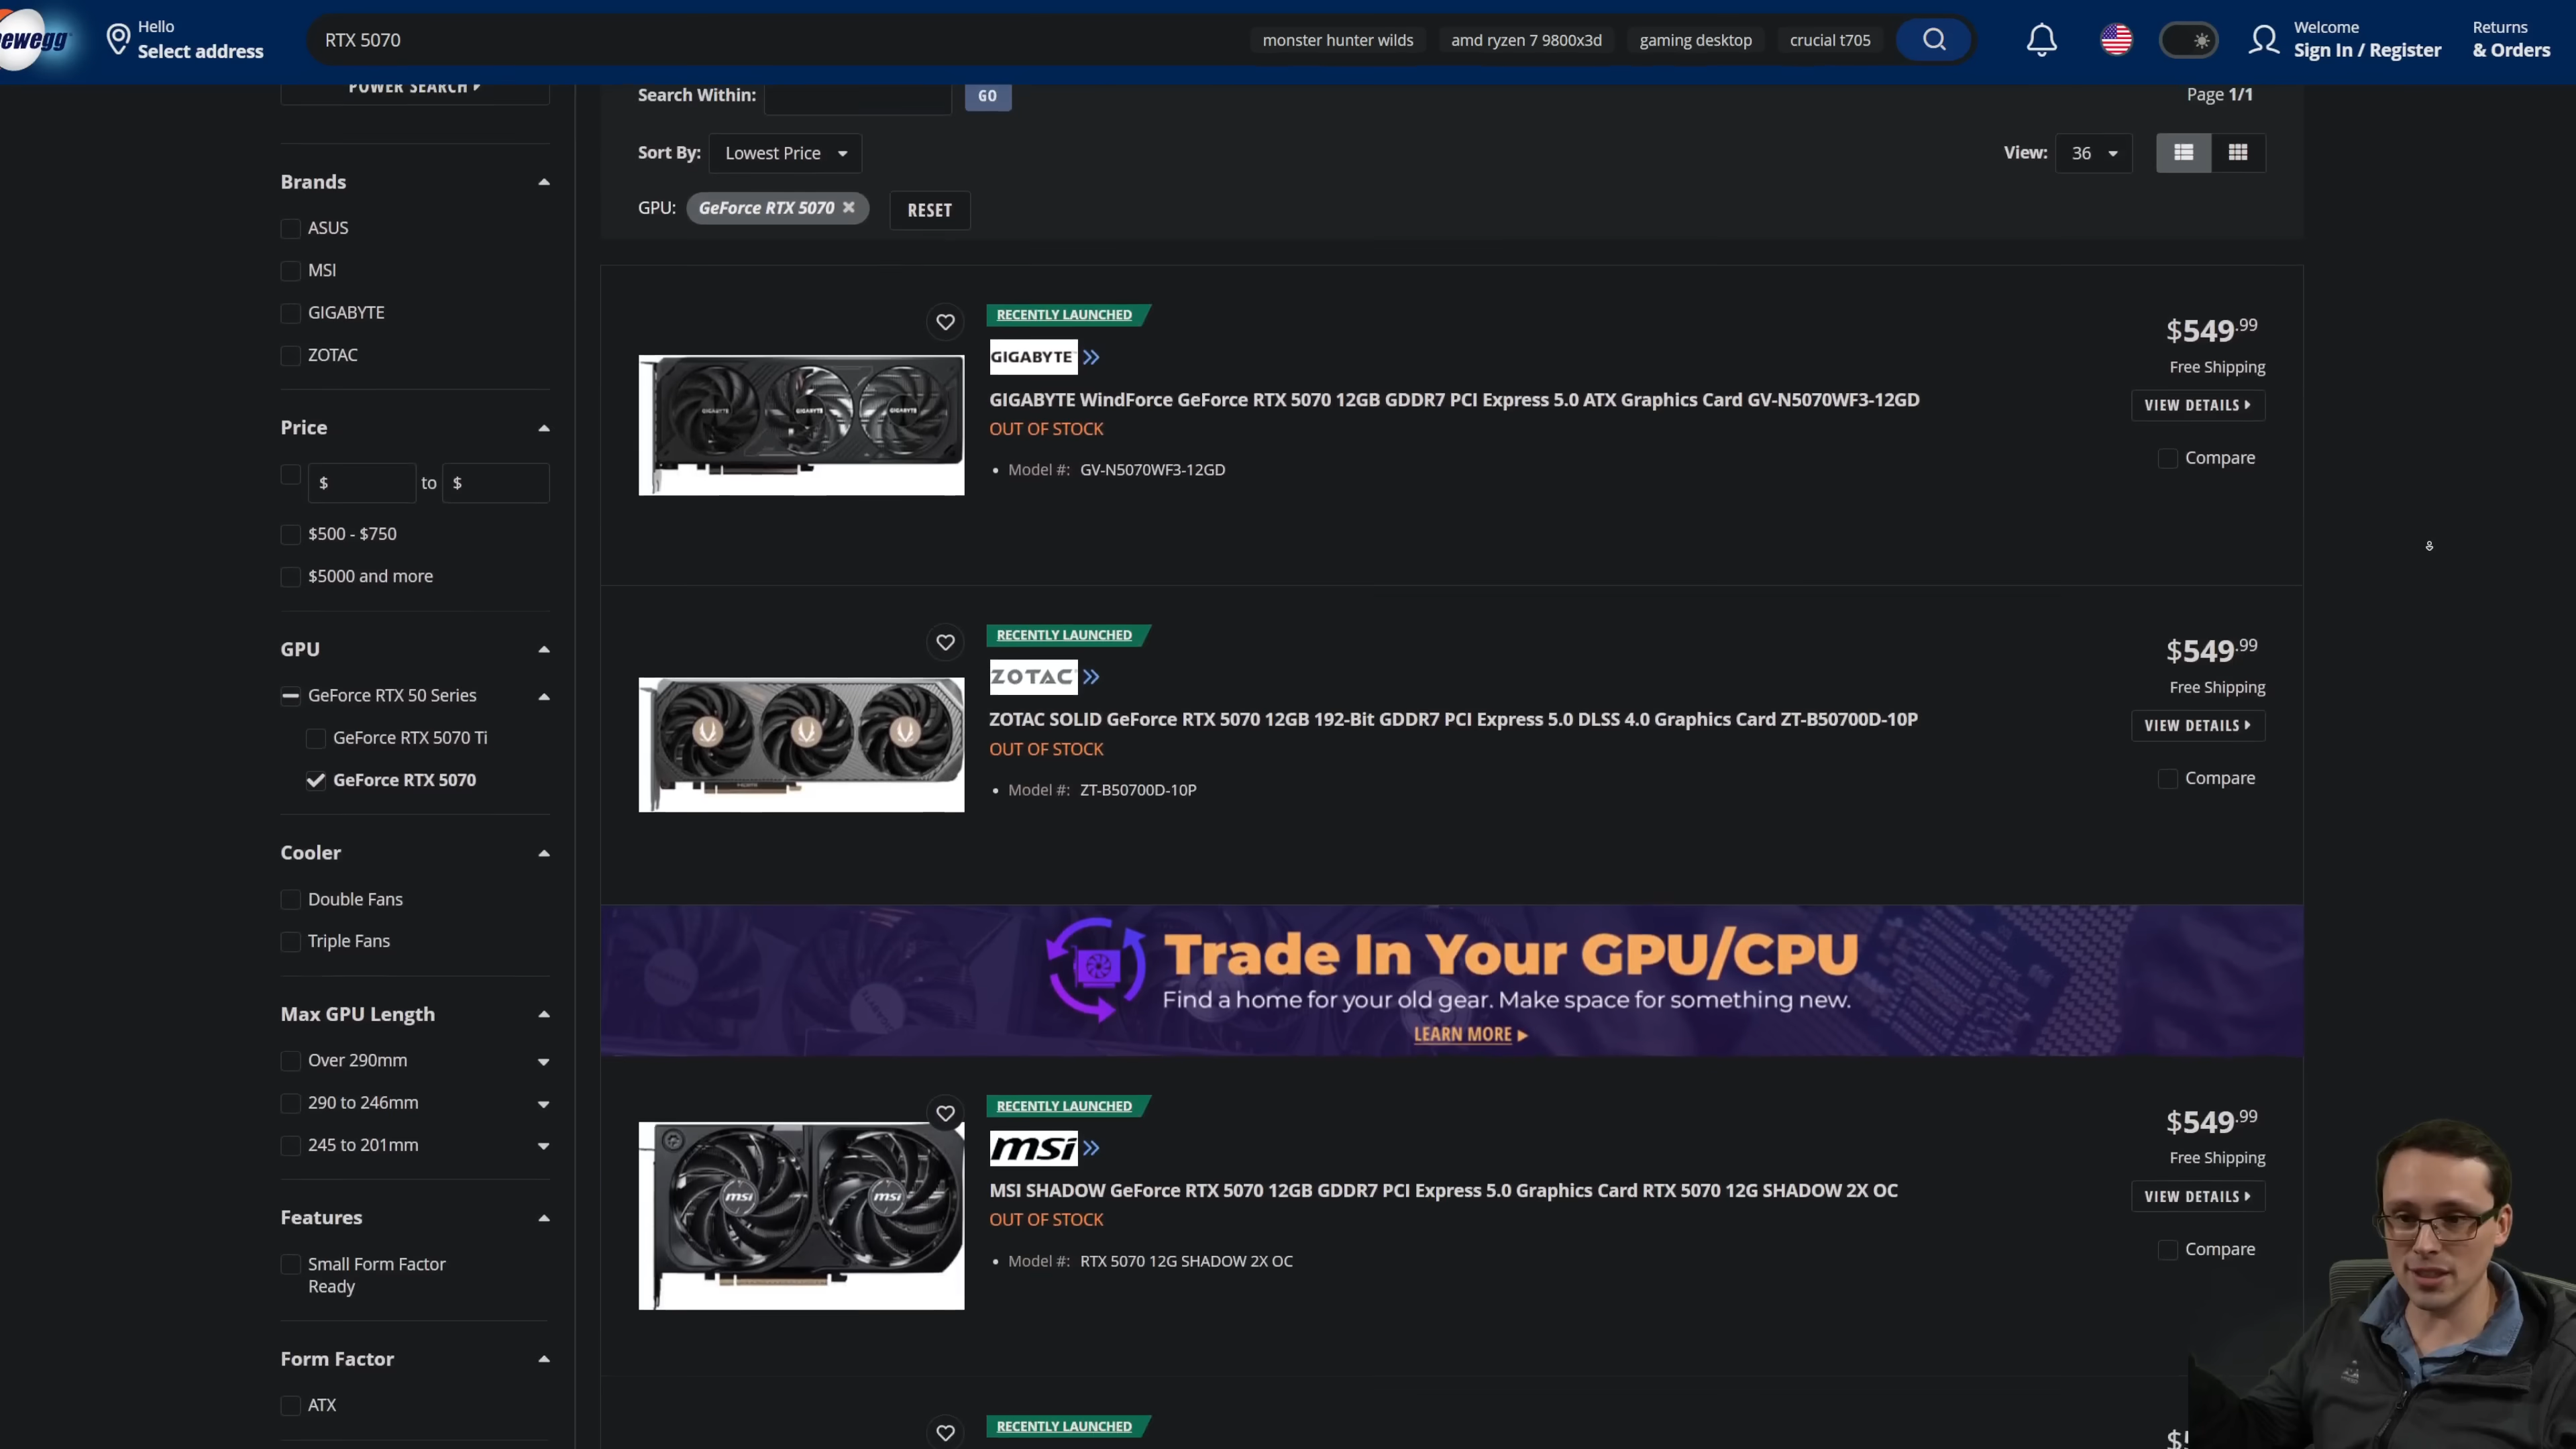 newegg
Hello
Select address
RTX 5070
monster hunter wilds
amd ryzen 7 9800x3d
gaming desktop
crucial t705
Welcome
Sign In / Register
Returns
& Orders
POWER SEARCH
Brands
ASUS
MSI
GIGABYTE
ZOTAC
Price
$ to $
$500 - $750
$5000 and more
GPU
GeForce RTX 50 Series
GeForce RTX 5070 Ti
GeForce RTX 5070
Cooler
Double Fans
Triple Fans
Max GPU Length
Over 290mm
290 to 246mm
245 to 201mm
Features
Small Form Factor
Ready
Form Factor
ATX
Search Within: GO
Page 1/1
Sort By: Lowest Price
View: 36
GPU: GeForce RTX 5070 × RESET
RECENTLY LAUNCHED
GIGABYTE
GIGABYTE WindForce GeForce RTX 5070 12GB GDDR7 PCI Express 5.0 ATX Graphics Card GV-N5070WF3-12GD
OUT OF STOCK
• Model #: GV-N5070WF3-12GD
$549.99
Free Shipping
VIEW DETAILS
Compare
RECENTLY LAUNCHED
ZOTAC
ZOTAC SOLID GeForce RTX 5070 12GB 192-Bit GDDR7 PCI Express 5.0 DLSS 4.0 Graphics Card ZT-B50700D-10P
OUT OF STOCK
• Model #: ZT-B50700D-10P
$549.99
Free Shipping
VIEW DETAILS
Compare
Trade In Your GPU/CPU
Find a home for your old gear. Make space for something new.
LEARN MORE
RECENTLY LAUNCHED
msi
MSI SHADOW GeForce RTX 5070 12GB GDDR7 PCI Express 5.0 Graphics Card RTX 5070 12G SHADOW 2X OC
OUT OF STOCK
• Model #: RTX 5070 12G SHADOW 2X OC
$549.99
Free Shipping
VIEW DETAILS
Compare
RECENTLY LAUNCHED